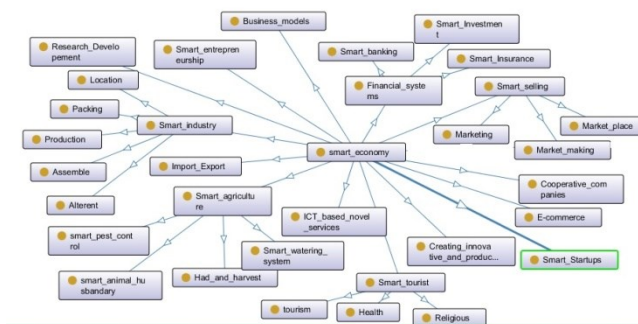 Business_models
Smart_Investmen
t
Research_Develo
pement
Smart_entrepren
eurship
Smart_banking
Smart_Insurance
Location
Financial_syste
ms
Smart_selling
Packing
Smart_industry
Marketing
Market_place
Production
smart_economy
Market_making
Assemble
Import_Export
Cooperative_com
panies
Alterent
Smart_agricultu
re
ICT_based_novel
_services
E-commerce
smart_pest_cont
rol
Smart_watering_
system
Creating_innova
tive_and_produc...
Smart_Startups
smart_animal_hu
sbandary
Had_and_harvest
Smart_tourist
tourism
Health
Religious